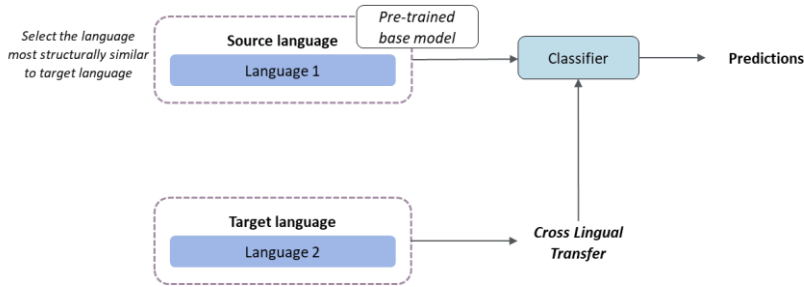 Select the language
most structurally similar
to target language
Source language
Language 1
Pre-trained
base model
Classifier
Predictions
Target language
Language 2
Cross Lingual
Transfer